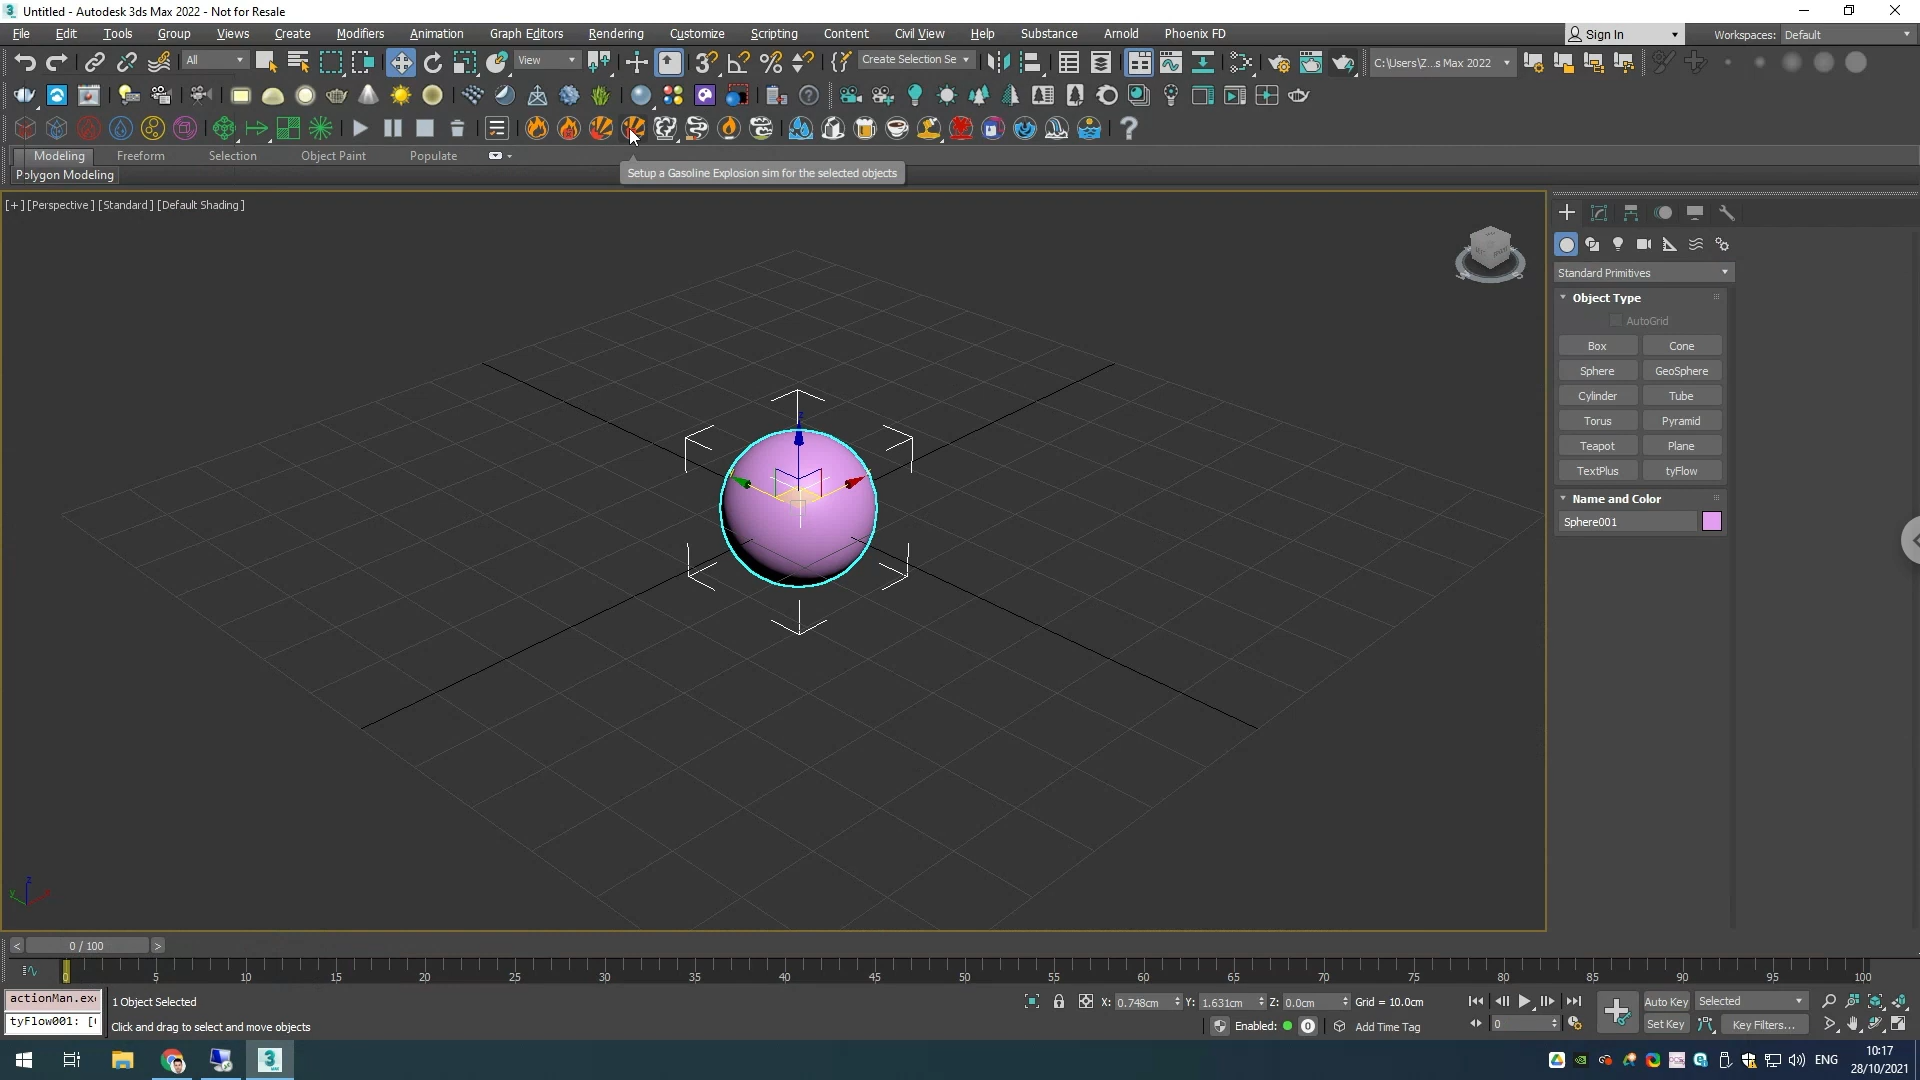 Untitled - Autodesk 3ds Max 2022 - Not for Resale
File Edit Tools Group Views Create Modifiers Animation Graph Editors Rendering Customize Scripting Content Civil View Help Substance Arnold Phoenix FD Sign In Workspaces: Default
All View Create Selection Se C:\Users\Z...s Max 2022
Modeling Freeform Selection Object Paint Populate
Polygon Modeling
Setup a Gasoline Explosion sim for the selected objects
[+] [Perspective] [Standard] [Default Shading]
Standard Primitives
Object Type
AutoGrid
Box Cone
Sphere GeoSphere
Cylinder Tube
Torus Pyramid
Teapot Plane
TextPlus tyFlow
Name and Color
Sphere001
z
z
y
0 / 100
0 5 10 15 20 25 30 35 40 45 50 55 60 65 70 75 80 85 90 95 100
actionMan.exe 1 Object Selected X: 0.748cm Y: 1.631cm Z: 0.0cm Grid = 10.0cm Auto Key Selected
tyFlow001: [ Click and drag to select and move objects Enabled: 0 Add Time Tag 0 Set Key Key Filters...
ENG 10:17
28/10/2021